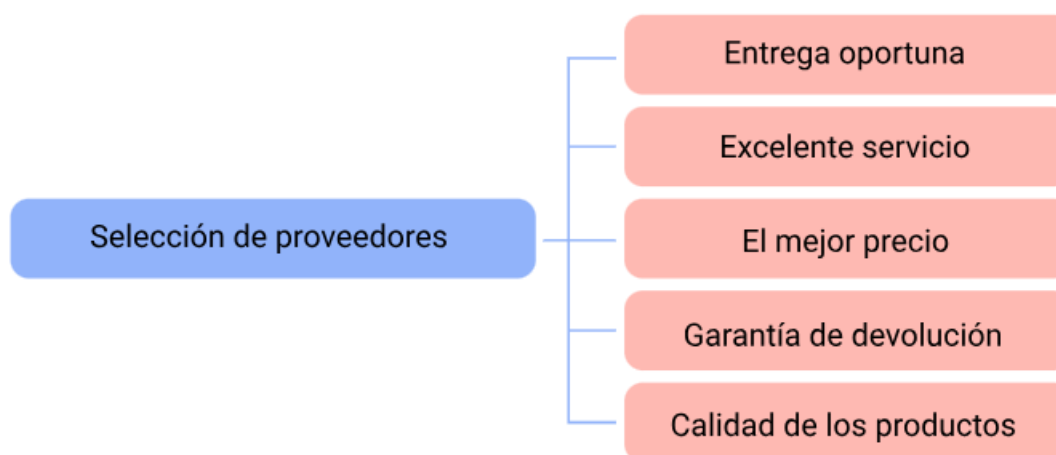 Selección de proveedores
Entrega oportuna
Excelente servicio
El mejor precio
Garantía de devolución
Calidad de los productos